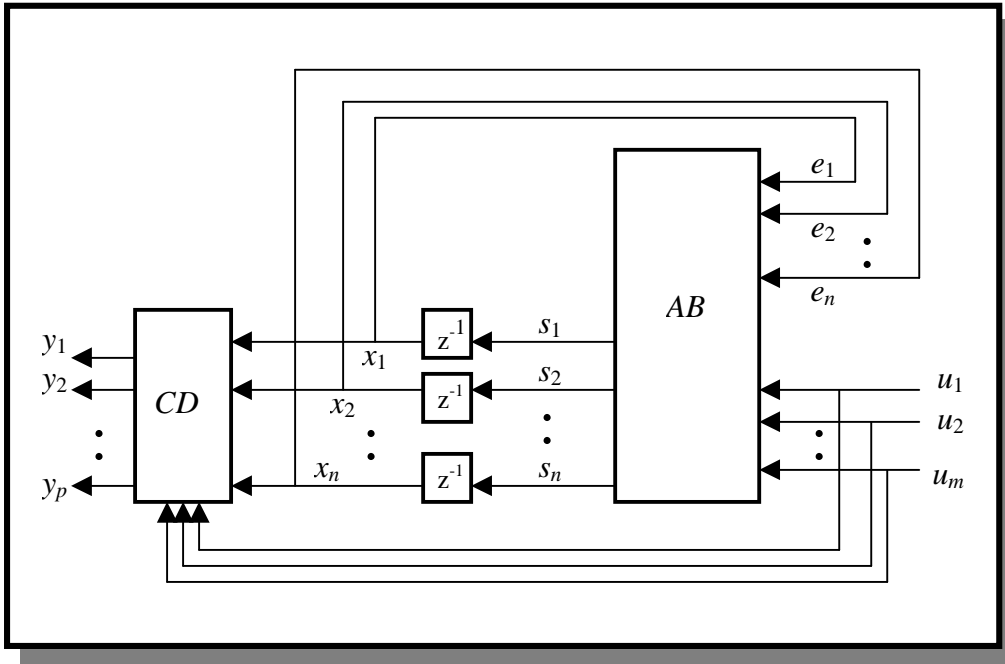 e₁
e₂
eₙ
AB
y₁
y₂
yₚ
CD
x₁
x₂
xₙ
z⁻¹
z⁻¹
z⁻¹
s₁
s₂
sₙ
u₁
u₂
uₘ